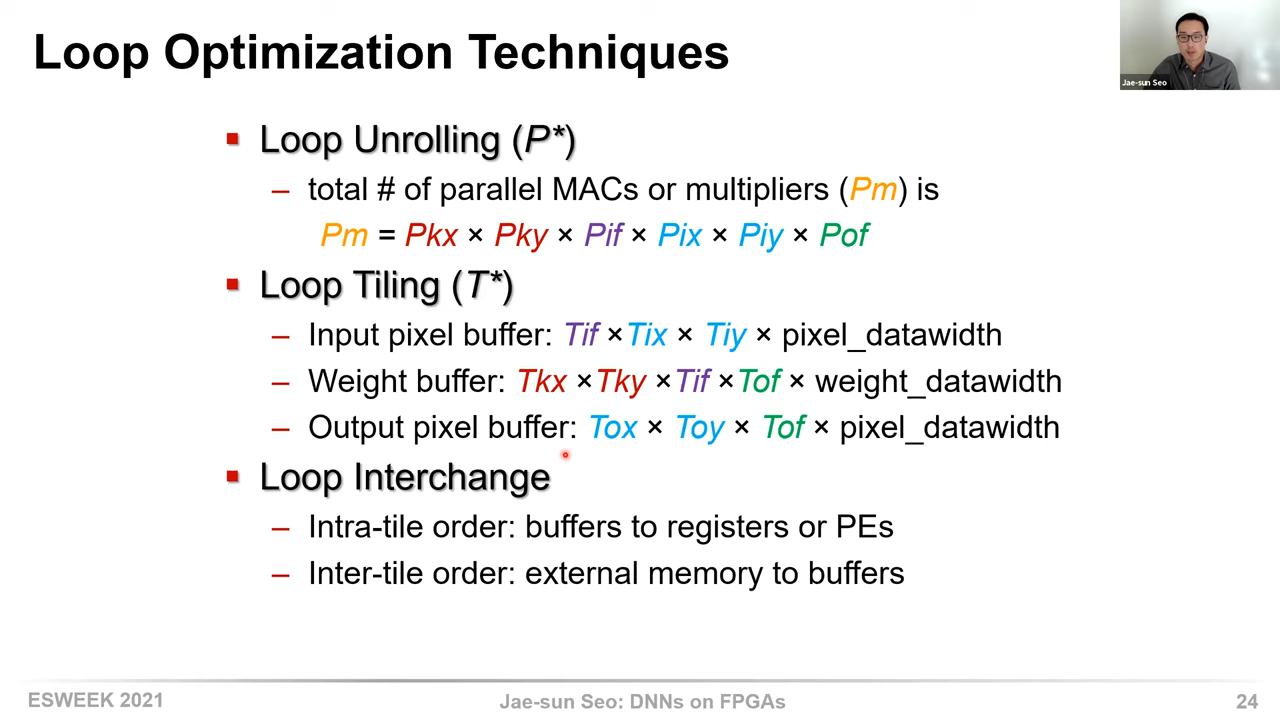 Loop Optimization Techniques
Jae-sun Seo
▪ Loop Unrolling (P*)
– total # of parallel MACs or multipliers (Pm) is
Pm = Pkx × Pky × Pif × Pix × Piy × Pof
▪ Loop Tiling (T*)
– Input pixel buffer: Tif ×Tix × Tiy × pixel_datawidth
– Weight buffer: Tkx ×Tky ×Tif ×Tof × weight_datawidth
– Output pixel buffer: Tox × Toy × Tof × pixel_datawidth
▪ Loop Interchange
– Intra-tile order: buffers to registers or PEs
– Inter-tile order: external memory to buffers
ESWEEK 2021
Jae-sun Seo: DNNs on FPGAs
24